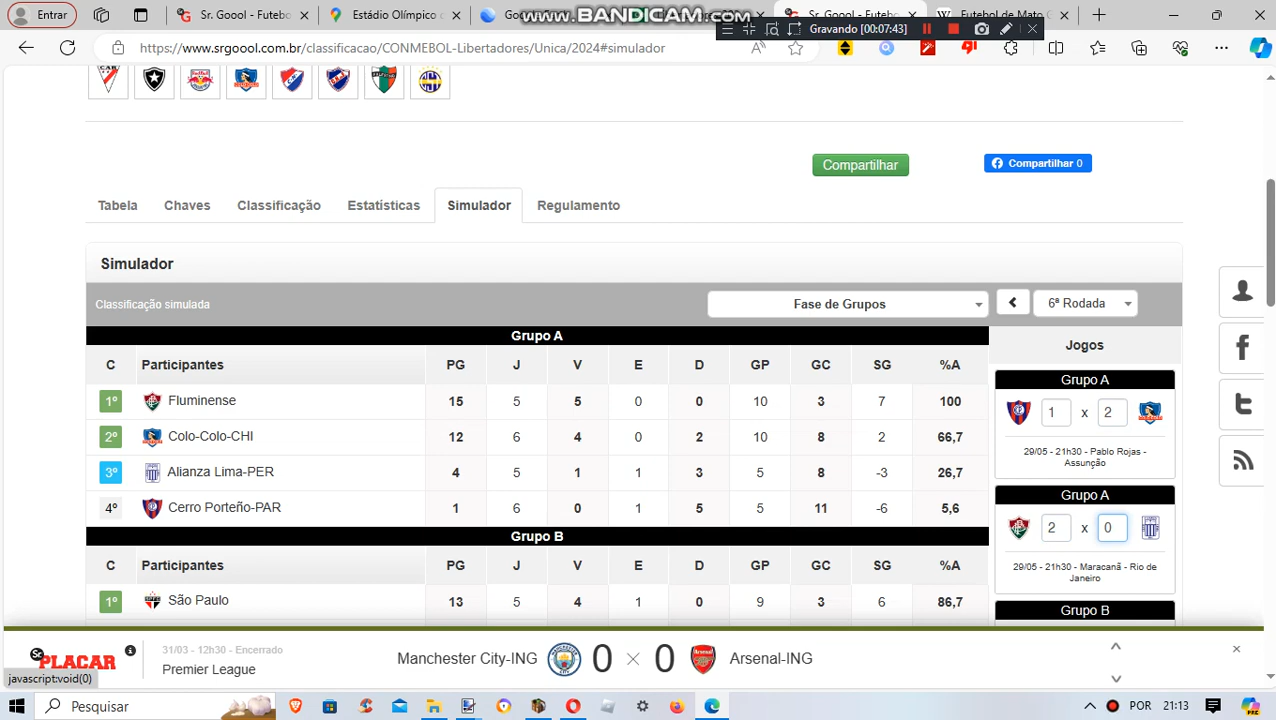 Entrar
G
Estádio Olímpico
Goo
www.BANDICAM.com
G Sr. Goool - Campeo
G Futebol de Mato
Gravando [00:07:43]
https://www.srgoool.com.br/classificacao/CONMEBOL-Libertadores/Unica/2024#simulador
Compartilhar
Compartilhar 0
Tabela Chaves Classificação Estatisticas Simulador Regulamento
Simulador
Classificação simulada Fase de Grupos 6ª Rodada
Grupo A
Jogos
C Participantes PG J V E D GP GC SG %A
Grupo A
1º Fluminense 15 5 5 0 0 10 3 7 100
1 x 2
2º Colo-Colo-CHI 12 6 4 0 2 10 8 2 66,7
29/05 - 21h30 - Pablo Rojas -
Assunção
3º Alianza Lima-PER 4 5 1 1 3 5 8 -3 26,7
Grupo A
4º Cerro Porteño-PAR 1 6 0 1 5 5 11 -6 5,6
2 x 0
Grupo B
C Participantes PG J V E D GP GC SG %A
29/05 - 21h30 - Maracanã - Rio de
Janeiro
1º São Paulo 13 5 4 1 0 9 3 6 86,7
Grupo B
PLACAR
31/03 - 12h30 - Encerrado
Premier League
Manchester City-ING 0 0 Arsenal-ING
javascript:void(0)
Pesquisar
POR 21:13